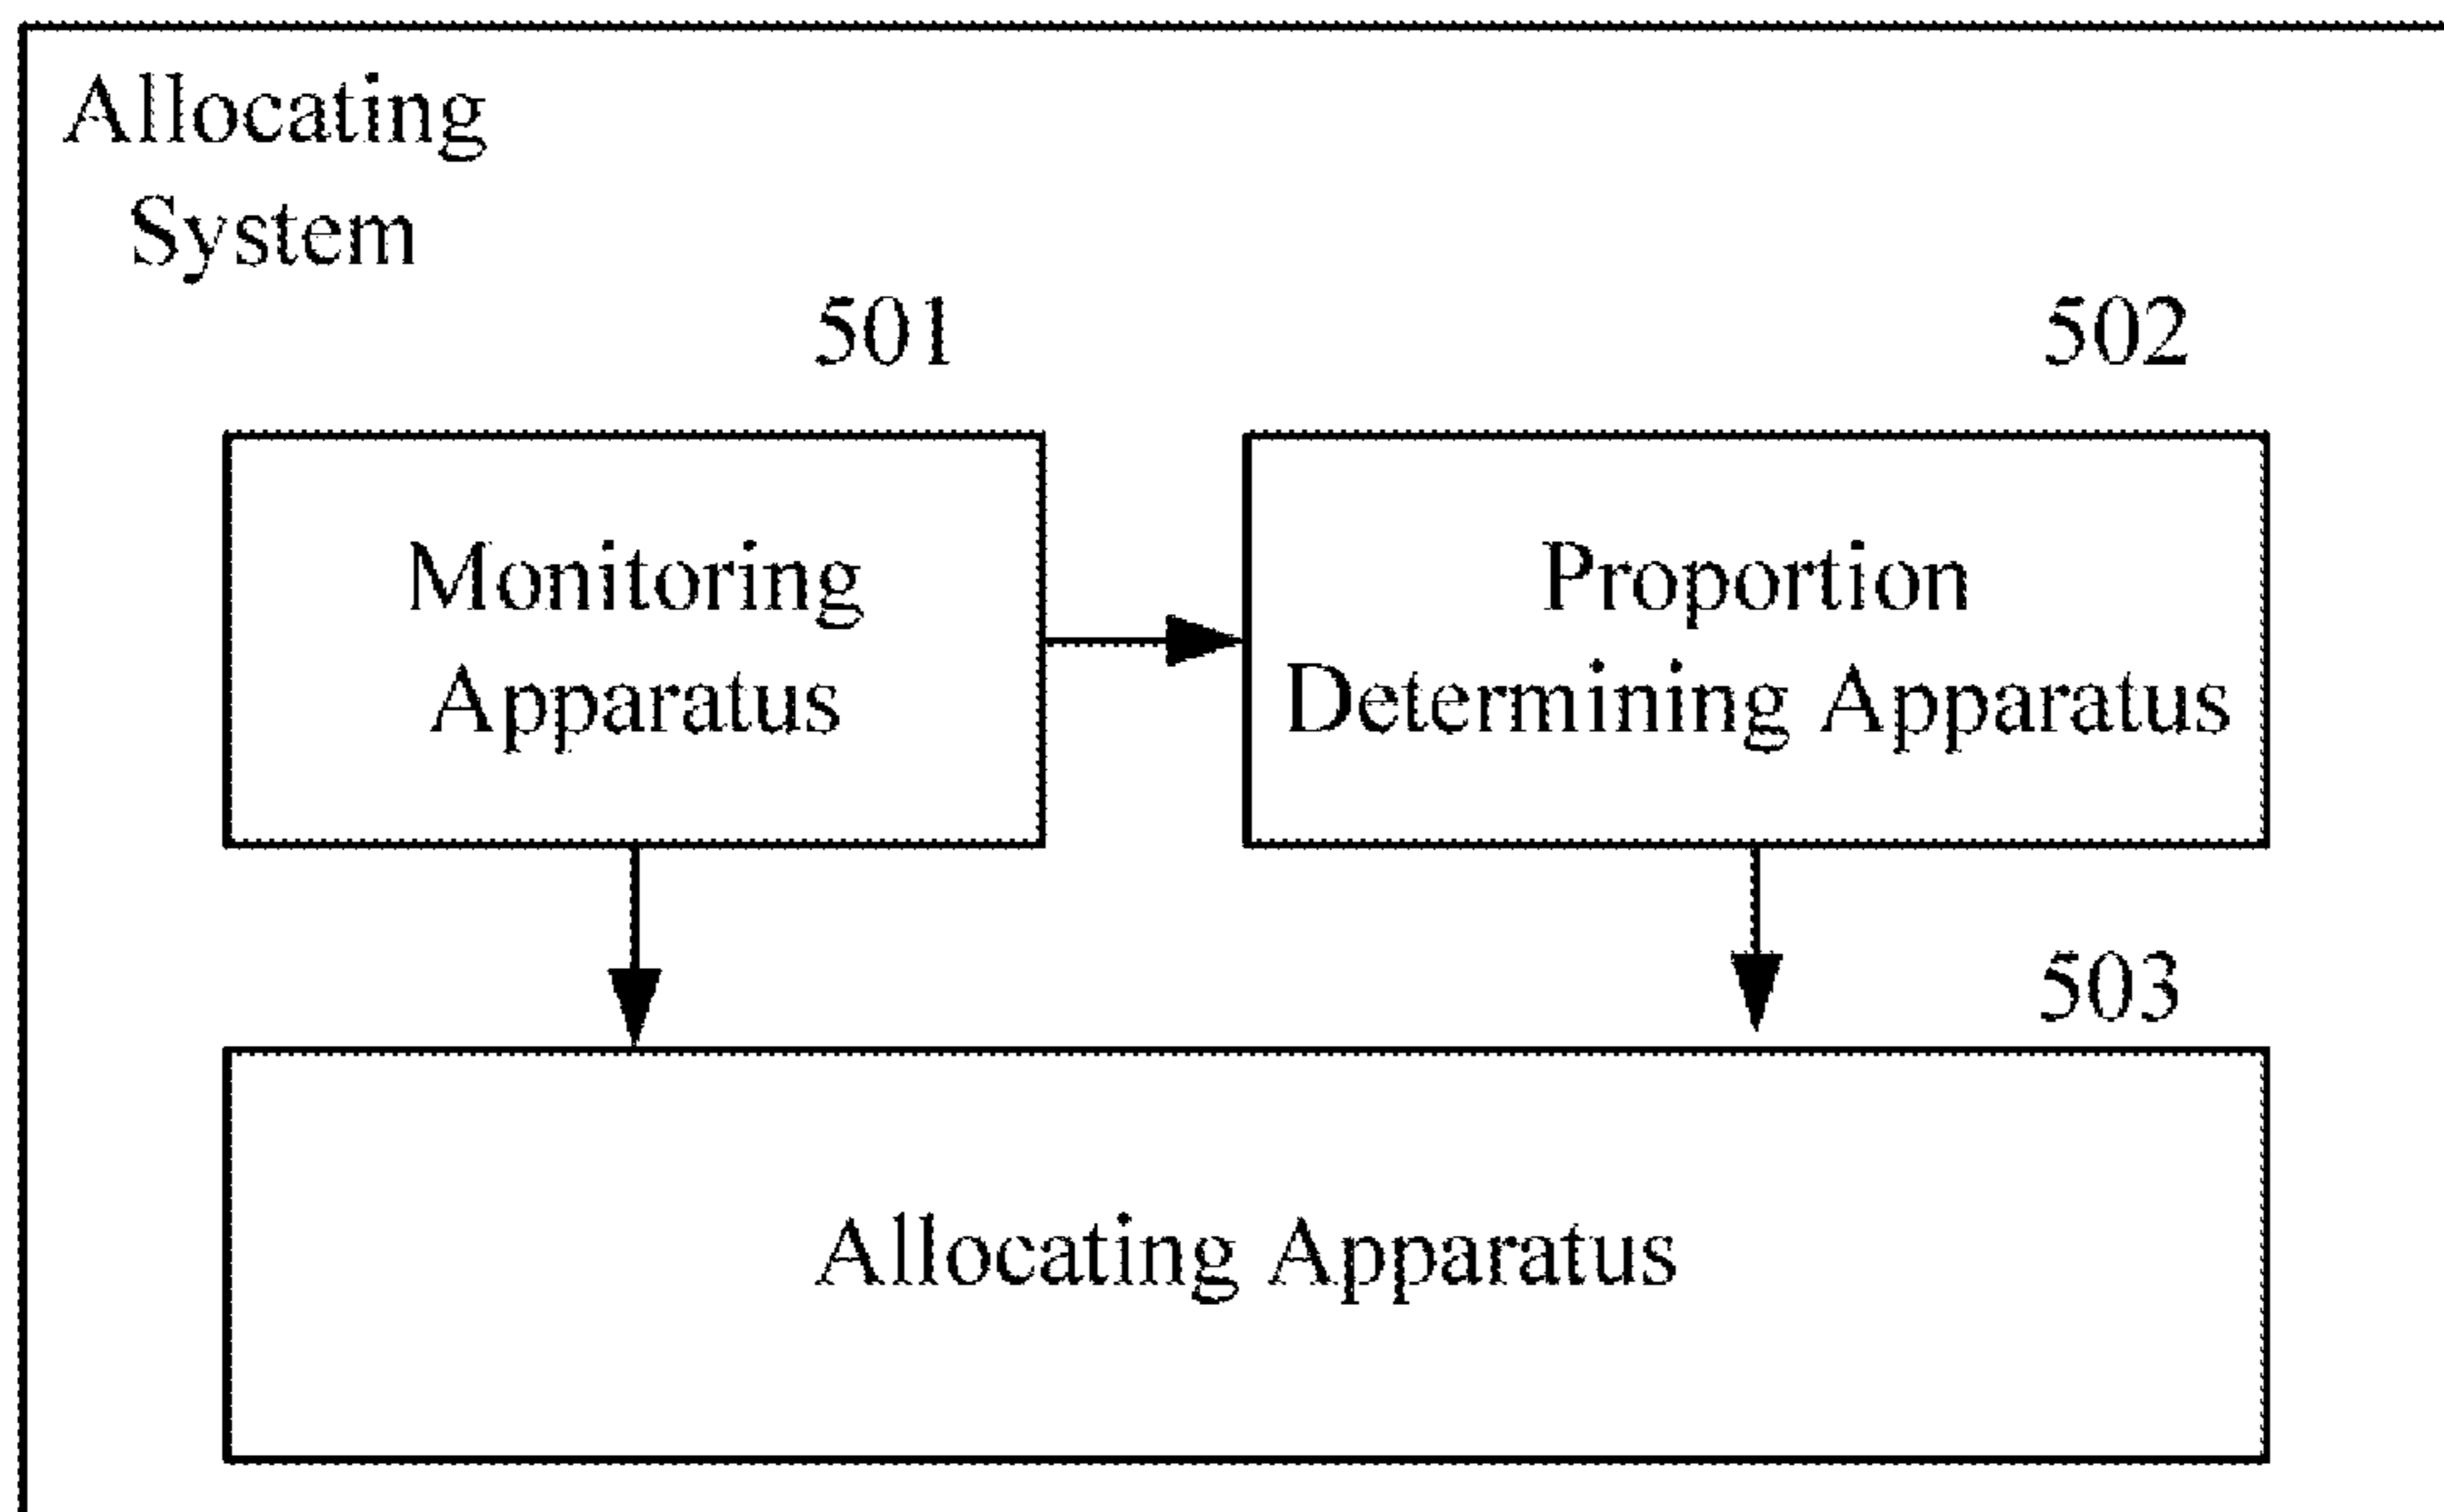 Allocating
System
501
502
Monitoring
Apparatus
Proportion
Determining Apparatus
503
Allocating Apparatus